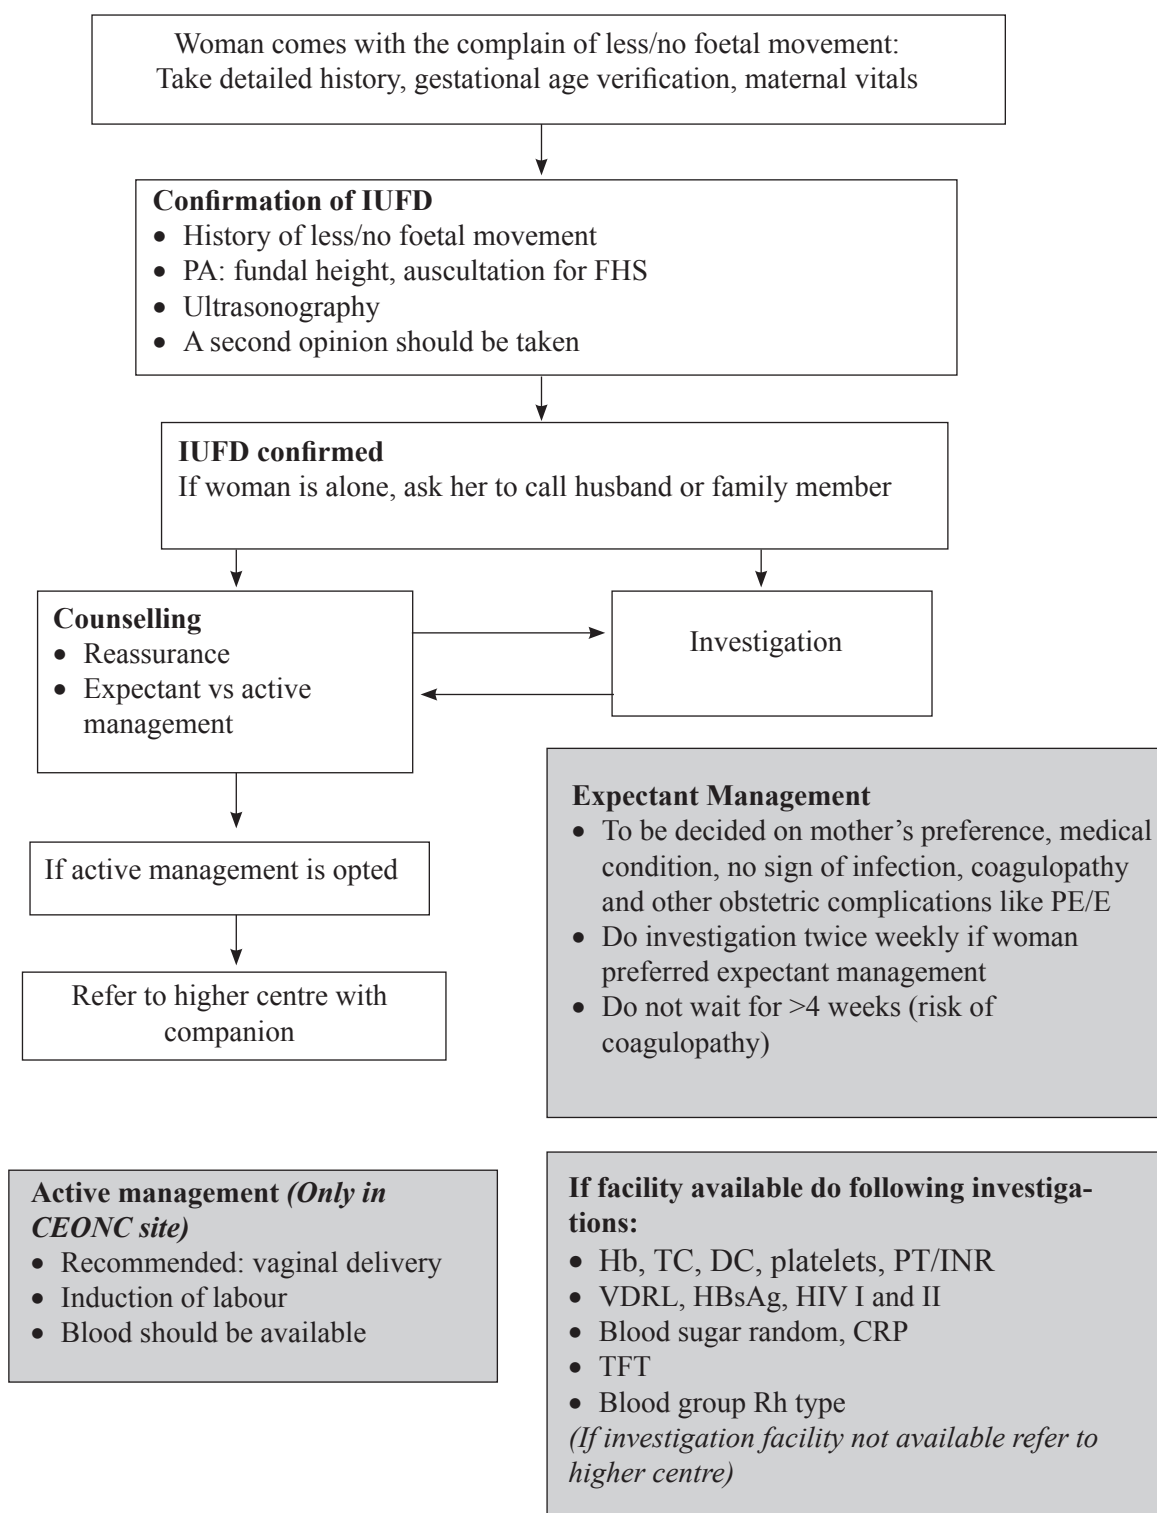 Woman comes with the complain of less/no foetal movement:
Take detailed history, gestational age verification, maternal vitals
Confirmation of IUFD
• History of less/no foetal movement
• PA: fundal height, auscultation for FHS
• Ultrasonography
• A second opinion should be taken
IUFD confirmed
If woman is alone, ask her to call husband or family member
Counselling
• Reassurance
• Expectant vs active
management
Investigation
If active management is opted
Refer to higher centre with
companion
Expectant Management
• To be decided on mother’s preference, medical
condition, no sign of infection, coagulopathy
and other obstetric complications like PE/E
• Do investigation twice weekly if woman
preferred expectant management
• Do not wait for >4 weeks (risk of
coagulopathy)
Active management (Only in
CEONC site)
• Recommended: vaginal delivery
• Induction of labour
• Blood should be available
If facility available do following investiga-
tions:
• Hb, TC, DC, platelets, PT/INR
• VDRL, HBsAg, HIV I and II
• Blood sugar random, CRP
• TFT
• Blood group Rh type
(If investigation facility not available refer to
higher centre)